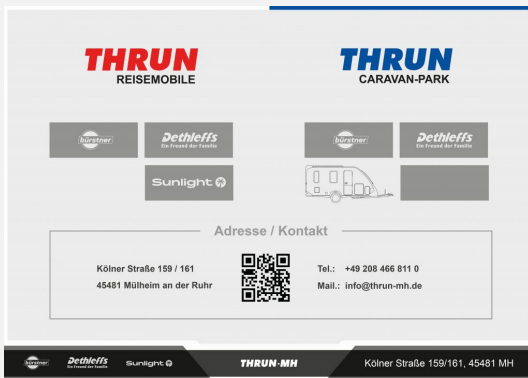 THRUN
REISEMOBILE
THRUN
CARAVAN-PARK
bürstner
Dethleffs
Ein Freund der Familie
Sunlight
bürstner
Dethleffs
Ein Freund der Familie
Adresse / Kontakt
Kölner Straße 159 / 161
45481 Mülheim an der Ruhr
Tel.: +49 208 466 811 0
Mail.: info@thrun-mh.de
bürstner Dethleffs Sunlight THRUN-MH Kölner Straße 159/161, 45481 MH
Ein Freund der Familie